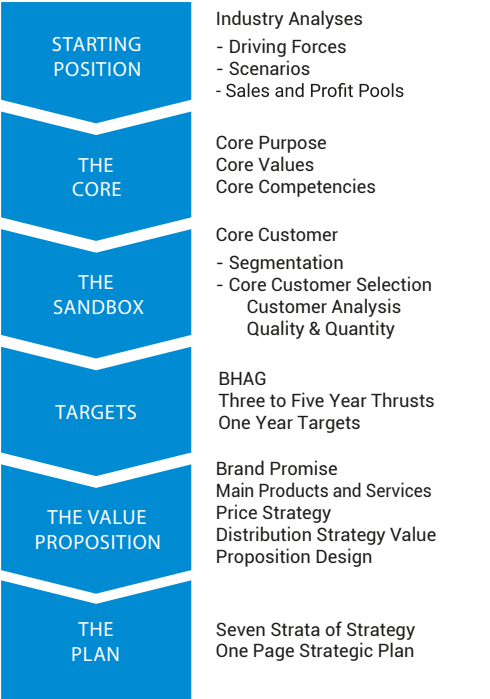 STARTING
POSITION
Industry Analyses
- Driving Forces
- Scenarios
- Sales and Profit Pools
THE
CORE
Core Purpose
Core Values
Core Competencies
THE
SANDBOX
Core Customer
- Segmentation
- Core Customer Selection
Customer Analysis
Quality & Quantity
TARGETS
BHAG
Three to Five Year Thrusts
One Year Targets
THE VALUE
PROPOSITION
Brand Promise
Main Products and Services
Price Strategy
Distribution Strategy Value
Proposition Design
THE
PLAN
Seven Strata of Strategy
One Page Strategic Plan